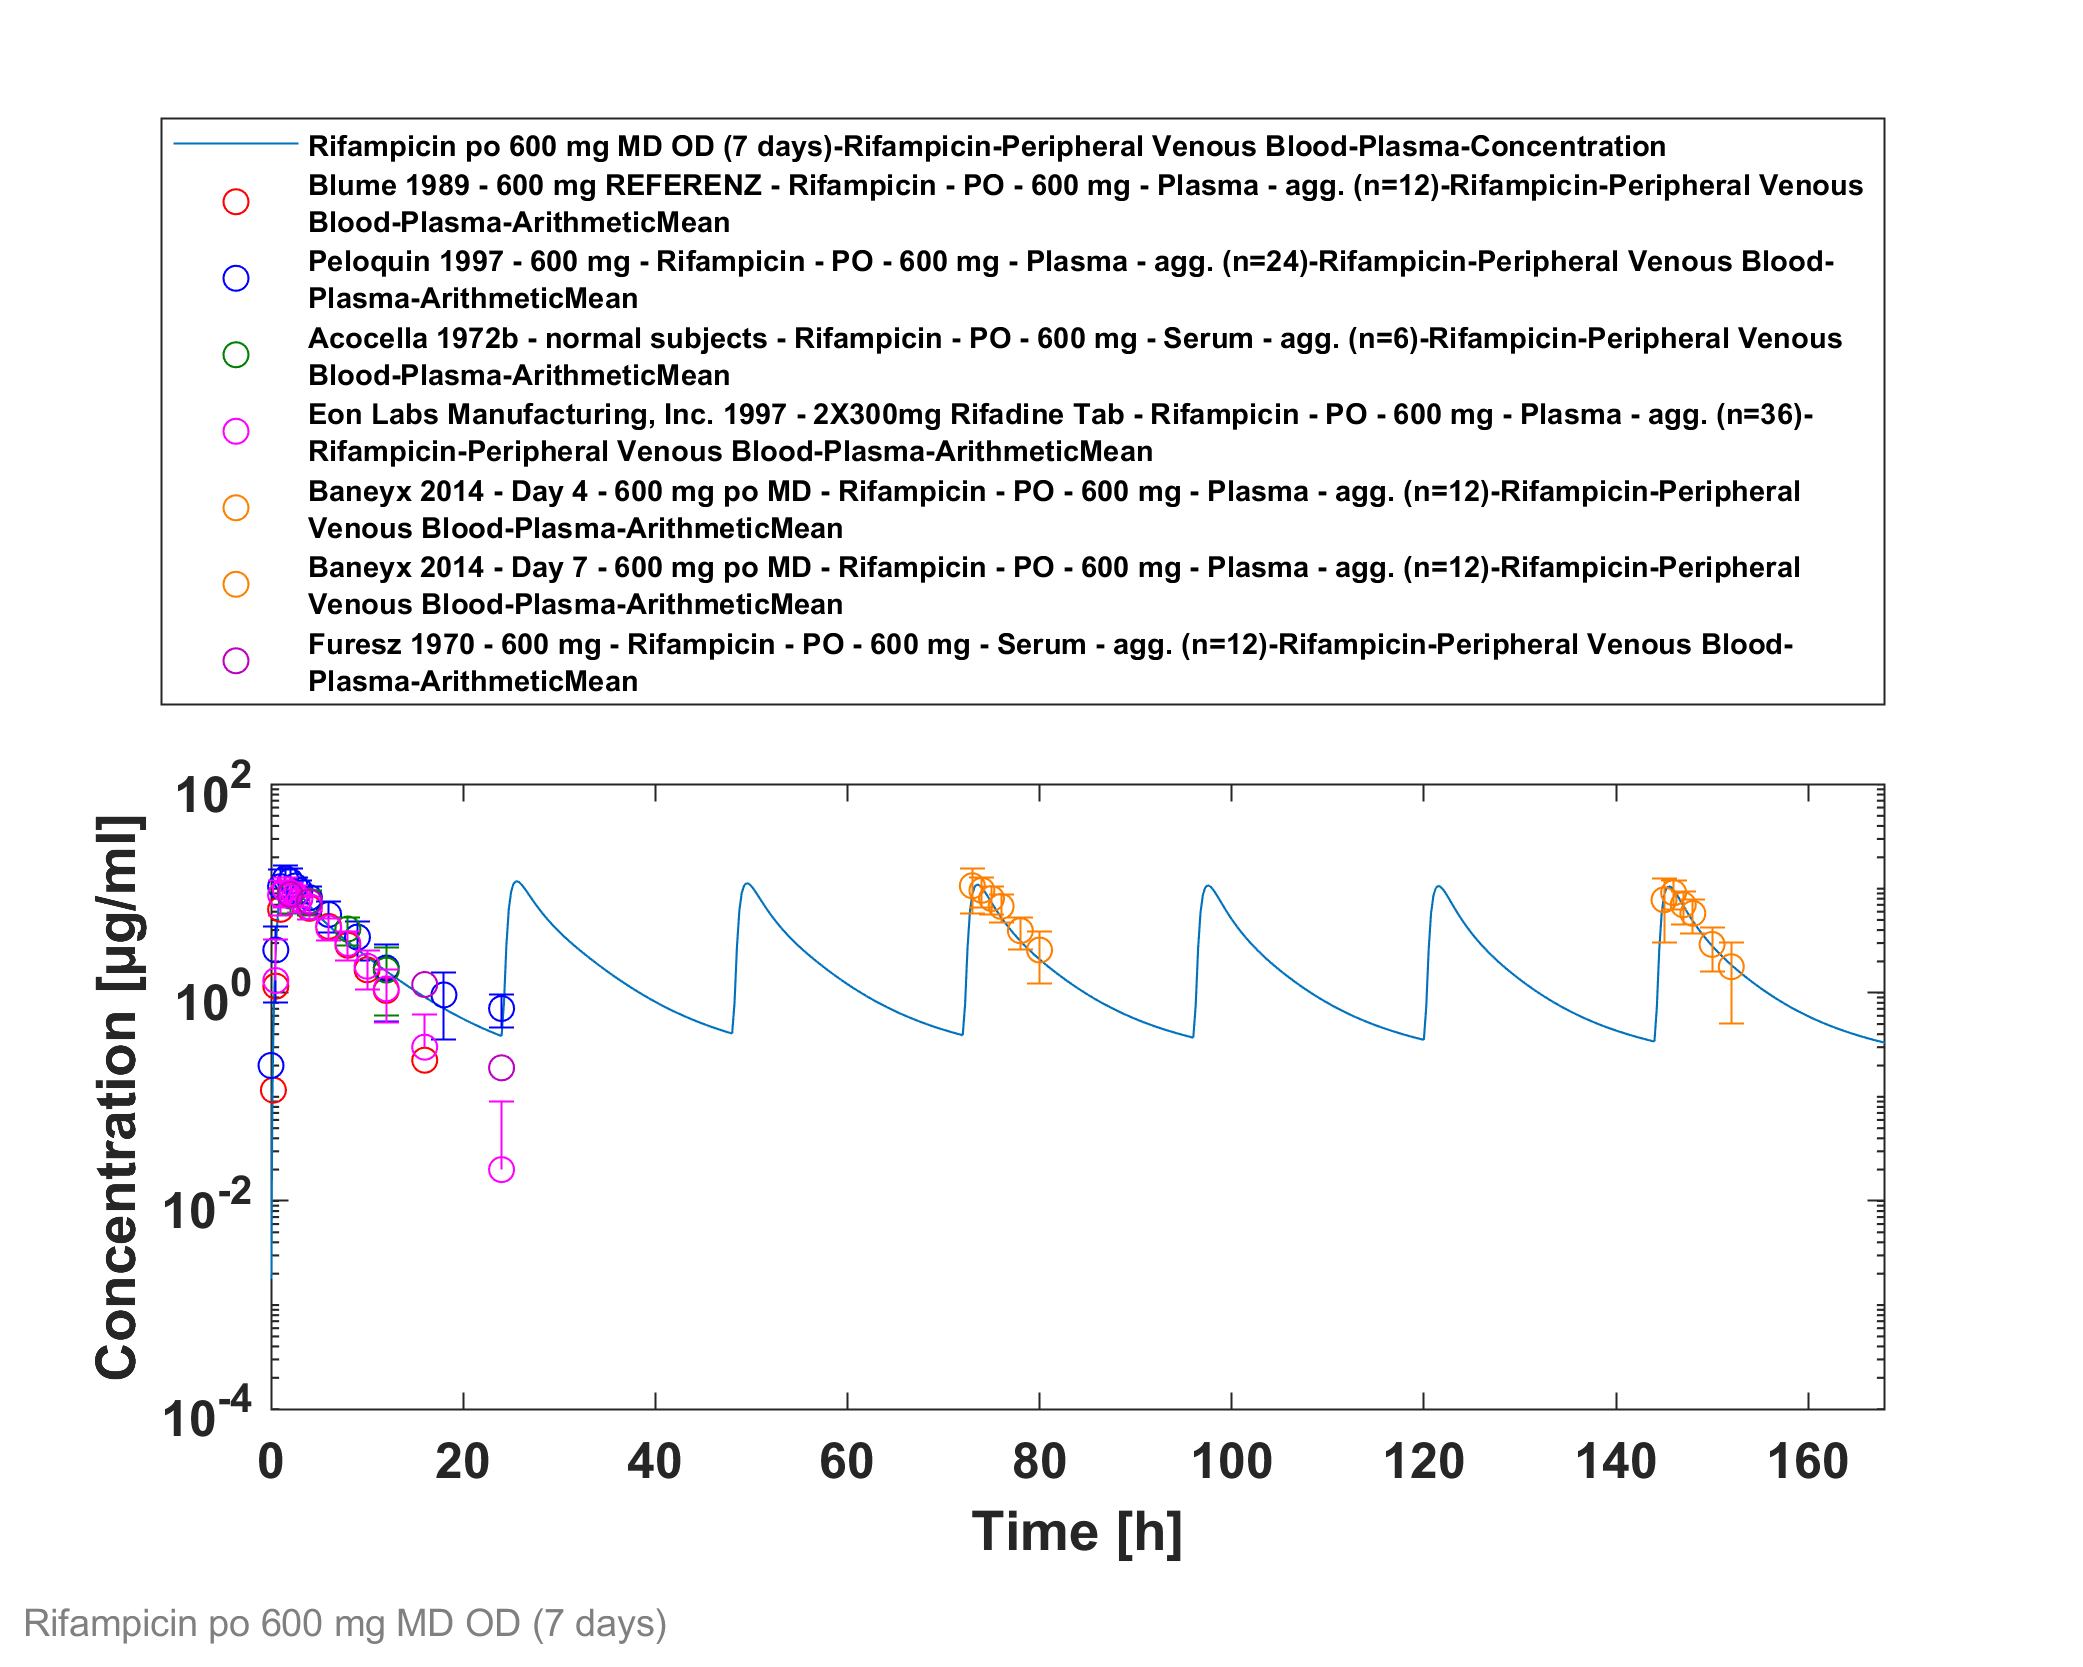 Rifampicin po 600 mg MD OD (7 days)-Rifampicin-Peripheral Venous Blood-Plasma-Concentration
Blume 1989 - 600 mg REFERENZ - Rifampicin - PO - 600 mg - Plasma - agg. (n=12)-Rifampicin-Peripheral Venous
Blood-Plasma-ArithmeticMean
Peloquin 1997 - 600 mg - Rifampicin - PO - 600 mg - Plasma - agg. (n=24)-Rifampicin-Peripheral Venous Blood-
Plasma-ArithmeticMean
Acocella 1972b - normal subjects - Rifampicin - PO - 600 mg - Serum - agg. (n=6)-Rifampicin-Peripheral Venous
Blood-Plasma-ArithmeticMean
Eon Labs Manufacturing, Inc. 1997 - 2X300mg Rifadine Tab - Rifampicin - PO - 600 mg - Plasma - agg. (n=36)-
Rifampicin-Peripheral Venous Blood-Plasma-ArithmeticMean
Baneyx 2014 - Day 4 - 600 mg po MD - Rifampicin - PO - 600 mg - Plasma - agg. (n=12)-Rifampicin-Peripheral
Venous Blood-Plasma-ArithmeticMean
Baneyx 2014 - Day 7 - 600 mg po MD - Rifampicin - PO - 600 mg - Plasma - agg. (n=12)-Rifampicin-Peripheral
Venous Blood-Plasma-ArithmeticMean
Furesz 1970 - 600 mg - Rifampicin - PO - 600 mg - Serum - agg. (n=12)-Rifampicin-Peripheral Venous Blood-
Plasma-ArithmeticMean
Concentration [µg/ml]
10^2
10^0
10^-2
10^-4
0 20 40 60 80 100 120 140 160
Time [h]
Rifampicin po 600 mg MD OD (7 days)